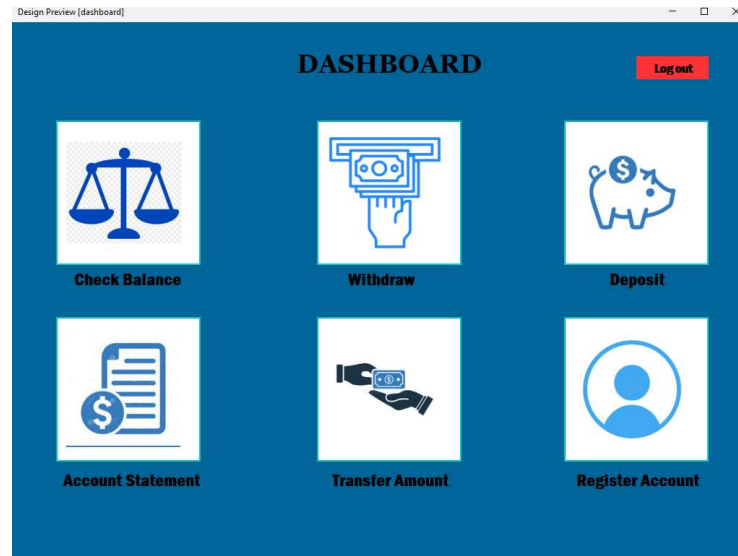 Design Preview [dashboard]
DASHBOARD
Log out
Check Balance
Withdraw
Deposit
$
$
Account Statement
Transfer Amount
Register Account